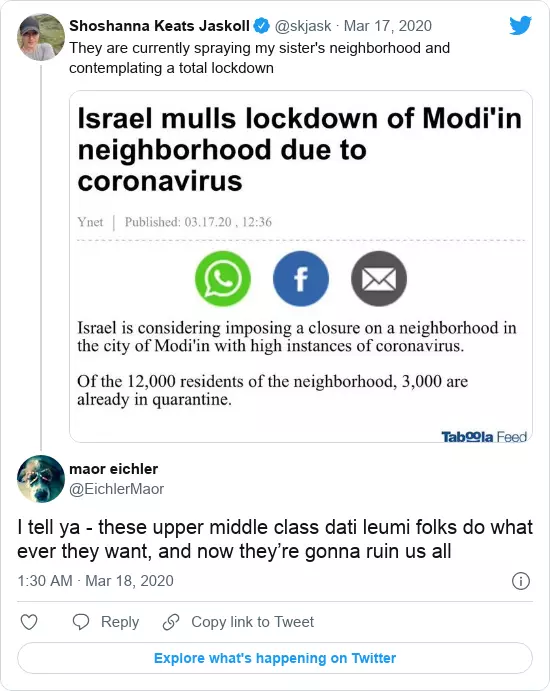 Shoshanna Keats Jaskoll @skjask · Mar 17, 2020
They are currently spraying my sister's neighborhood and
contemplating a total lockdown
Israel mulls lockdown of Modi'in
neighborhood due to
coronavirus
Ynet | Published: 03.17.20 , 12:36
f
Israel is considering imposing a closure on a neighborhood in
the city of Modi'in with high instances of coronavirus.
Of the 12,000 residents of the neighborhood, 3,000 are
already in quarantine.
Taboola Feed
maor eichler
@EichlerMaor
I tell ya - these upper middle class dati leumi folks do what
ever they want, and now they’re gonna ruin us all
1:30 AM · Mar 18, 2020
Reply Copy link to Tweet
Explore what's happening on Twitter